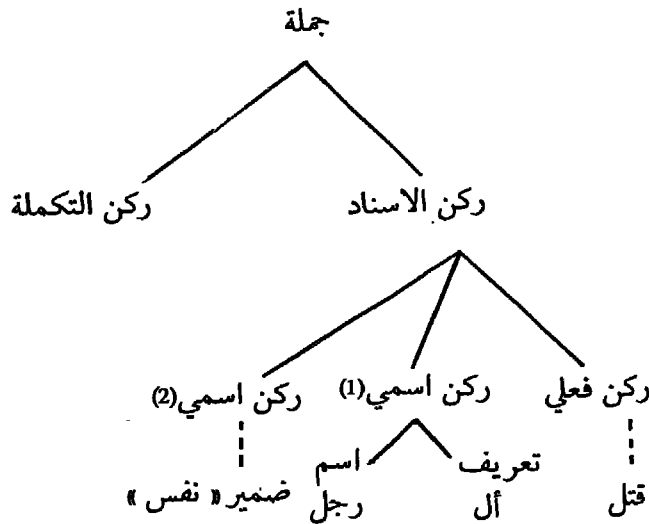 جملة
ركن الاسناد ركن التكملة
ركن فعلي ركن اسمي(1) ركن اسمي(2)
تعريف اسم
قتل أل رجل ضمير « نفس »